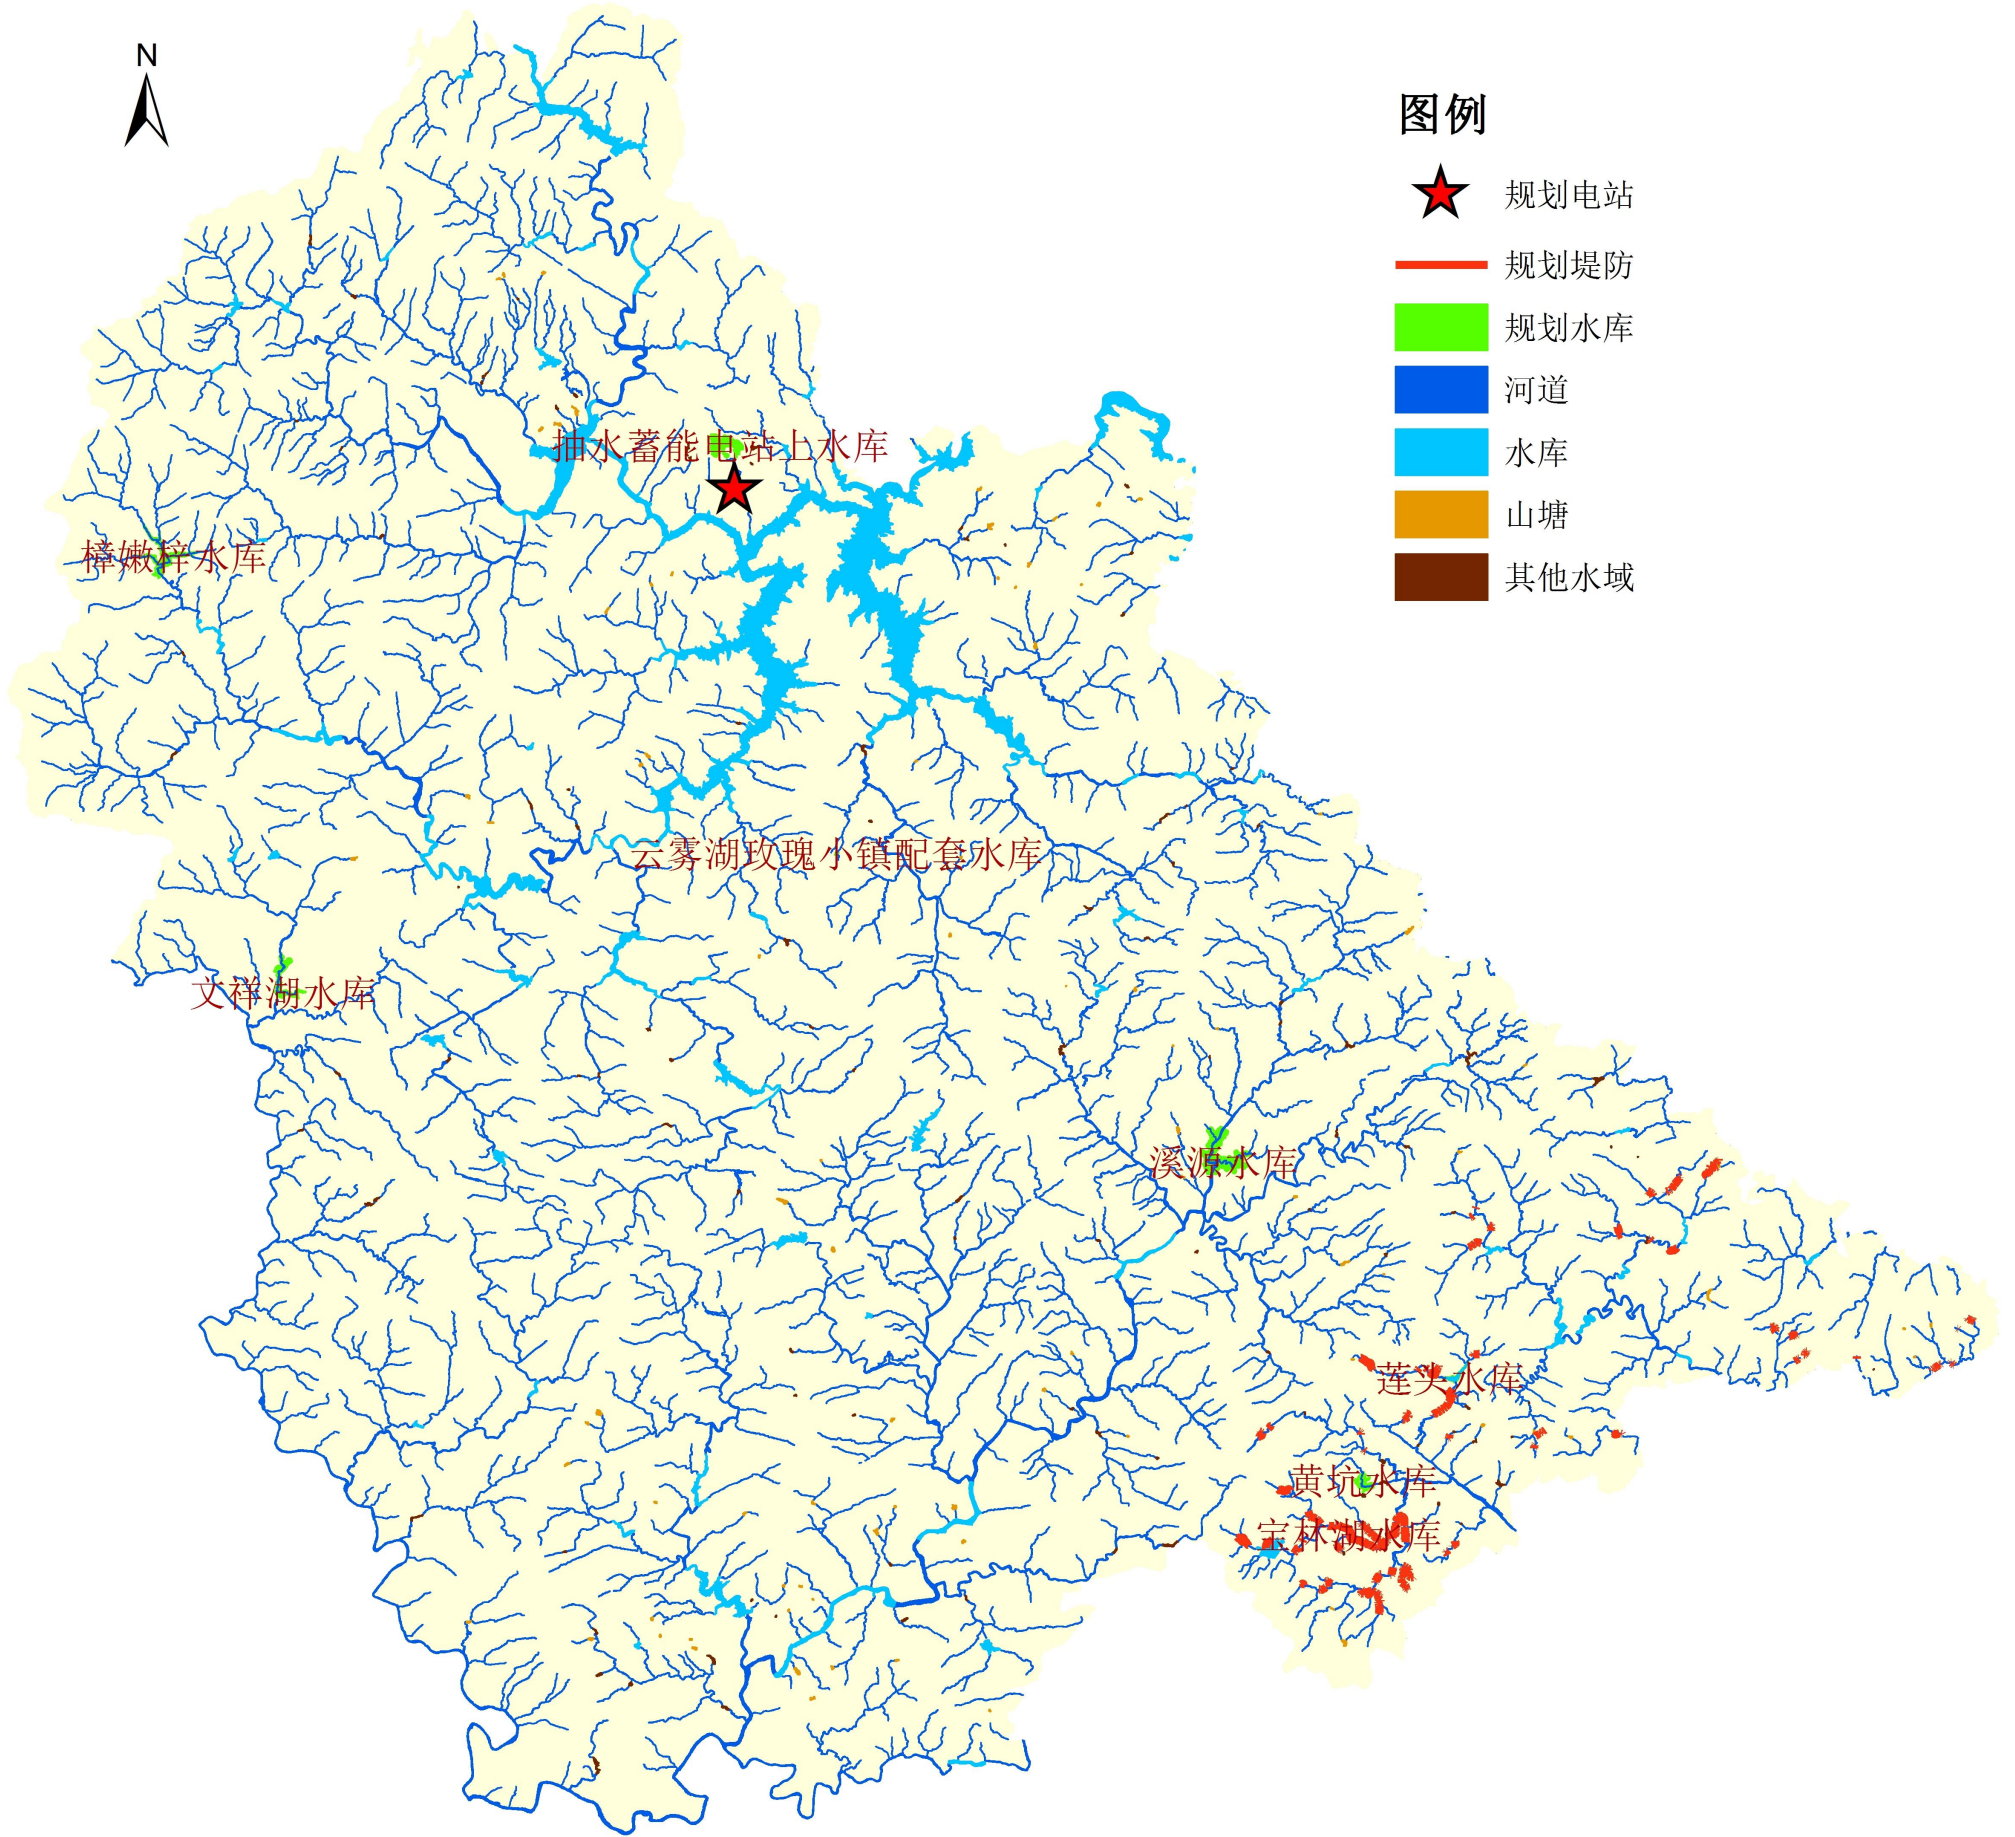 N
图例
规划电站
规划堤防
规划水库
河道
水库
山塘
其他水域
抽水蓄能电站上水库
樟嫩梓水库
云雾湖玫瑰小镇配套水库
文祥湖水库
溪源水库
莲头水库
黄坑水库
宝林湖水库